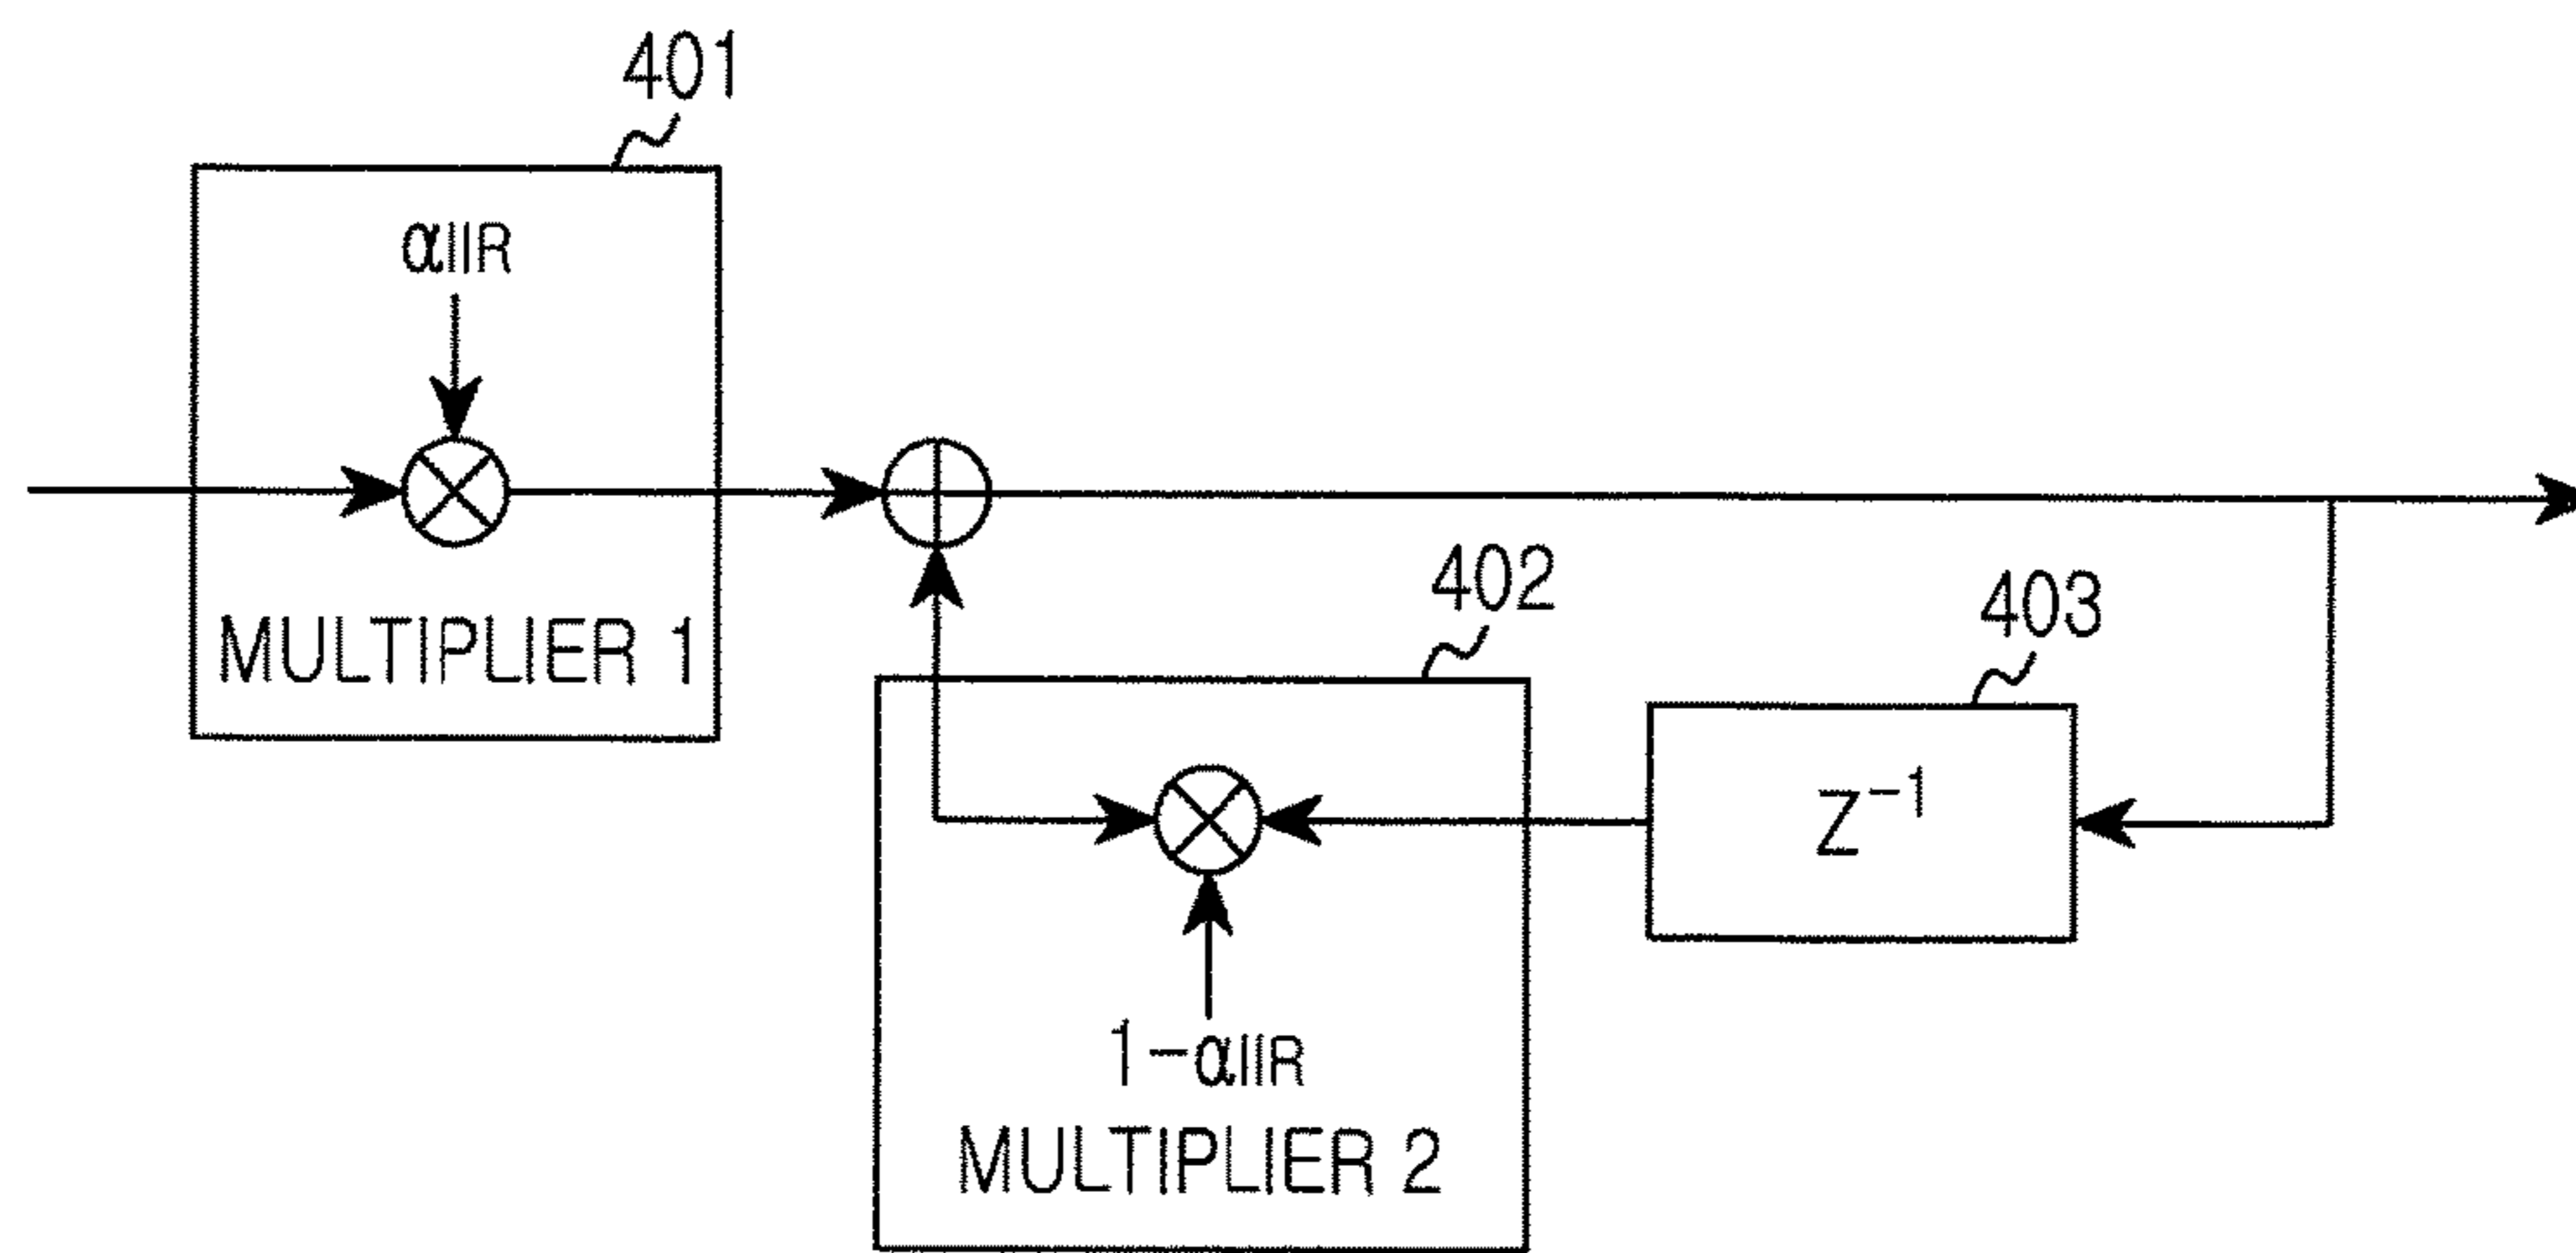 401
αIIR
MULTIPLIER 1
402
403
Z⁻¹
1-αIIR
MULTIPLIER 2